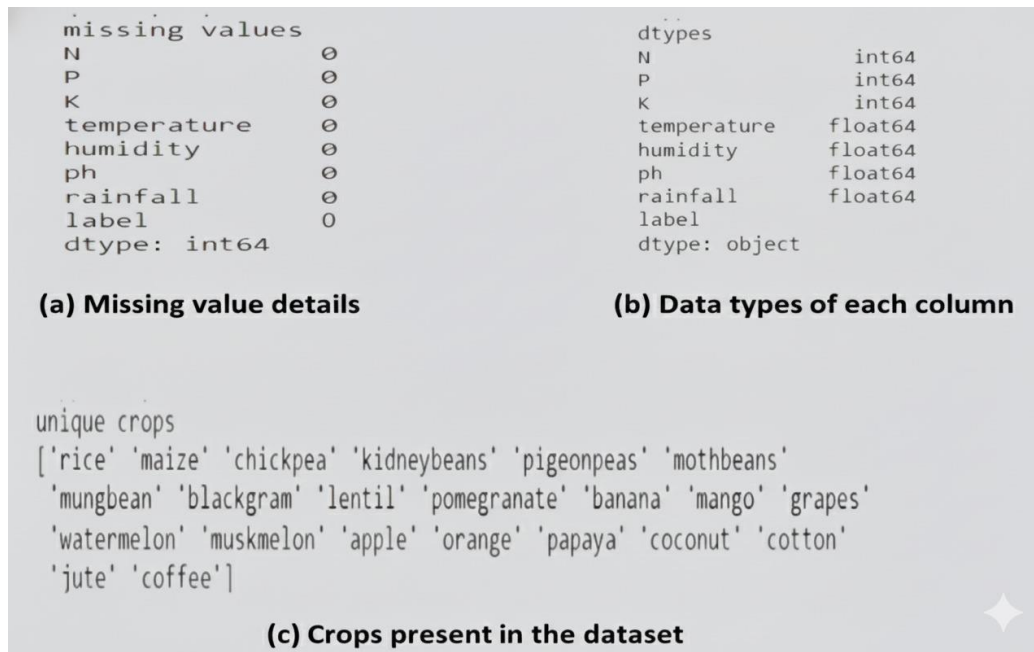 missing values
N 0
P 0
K 0
temperature 0
humidity 0
ph 0
rainfall 0
label 0
dtype: int64
(a) Missing value details
dtypes
N int64
P int64
K int64
temperature float64
humidity float64
ph float64
rainfall float64
label
dtype: object
(b) Data types of each column
unique crops
['rice' 'maize' 'chickpea' 'kidneybeans' 'pigeonpeas' 'mothbeans'
'mungbean' 'blackgram' 'lentil' 'pomegranate' 'banana' 'mango' 'grapes'
'watermelon' 'muskmelon' 'apple' 'orange' 'papaya' 'coconut' 'cotton'
'jute' 'coffee']
(c) Crops present in the dataset